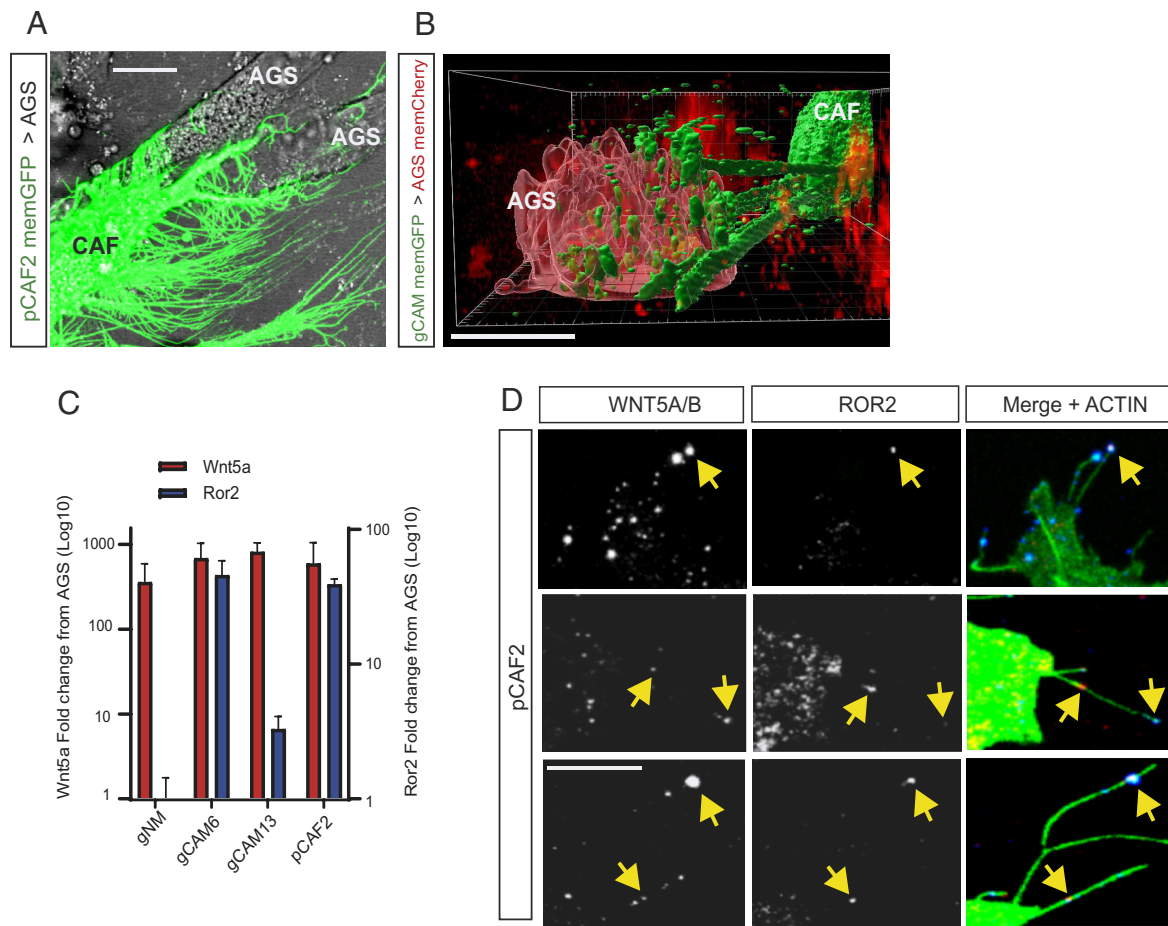 A
pCAF2 memGFP > AGS
AGS
AGS
CAF
B
gCAM memGFP > AGS memCherry
CAF
AGS
C
Wnt5a
Ror2
Wnt5a Fold change from AGS (Log10)
1000
100
10
1
Ror2 Fold change from AGS (Log10)
100
10
1
gNM
gCAM6
gCAM13
pCAF2
D
WNT5A/B
ROR2
Merge + ACTIN
pCAF2